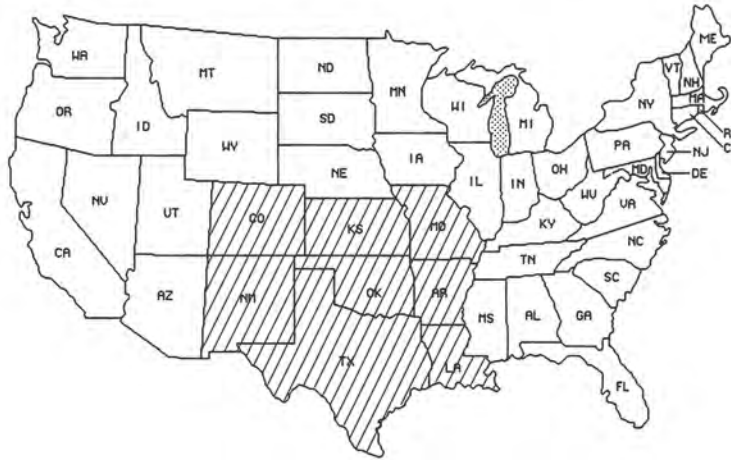 WA
MT
ND
MN
WI
MI
ME
VT
NH
MA
NY
R
C
OR
ID
WY
SD
NE
IA
IL
IN
OH
PA
NJ
MD
DE
WV
VA
NV
UT
CO
KS
MO
KY
NC
CA
AZ
NM
OK
AR
TN
SC
MS
AL
GA
TX
LA
FL